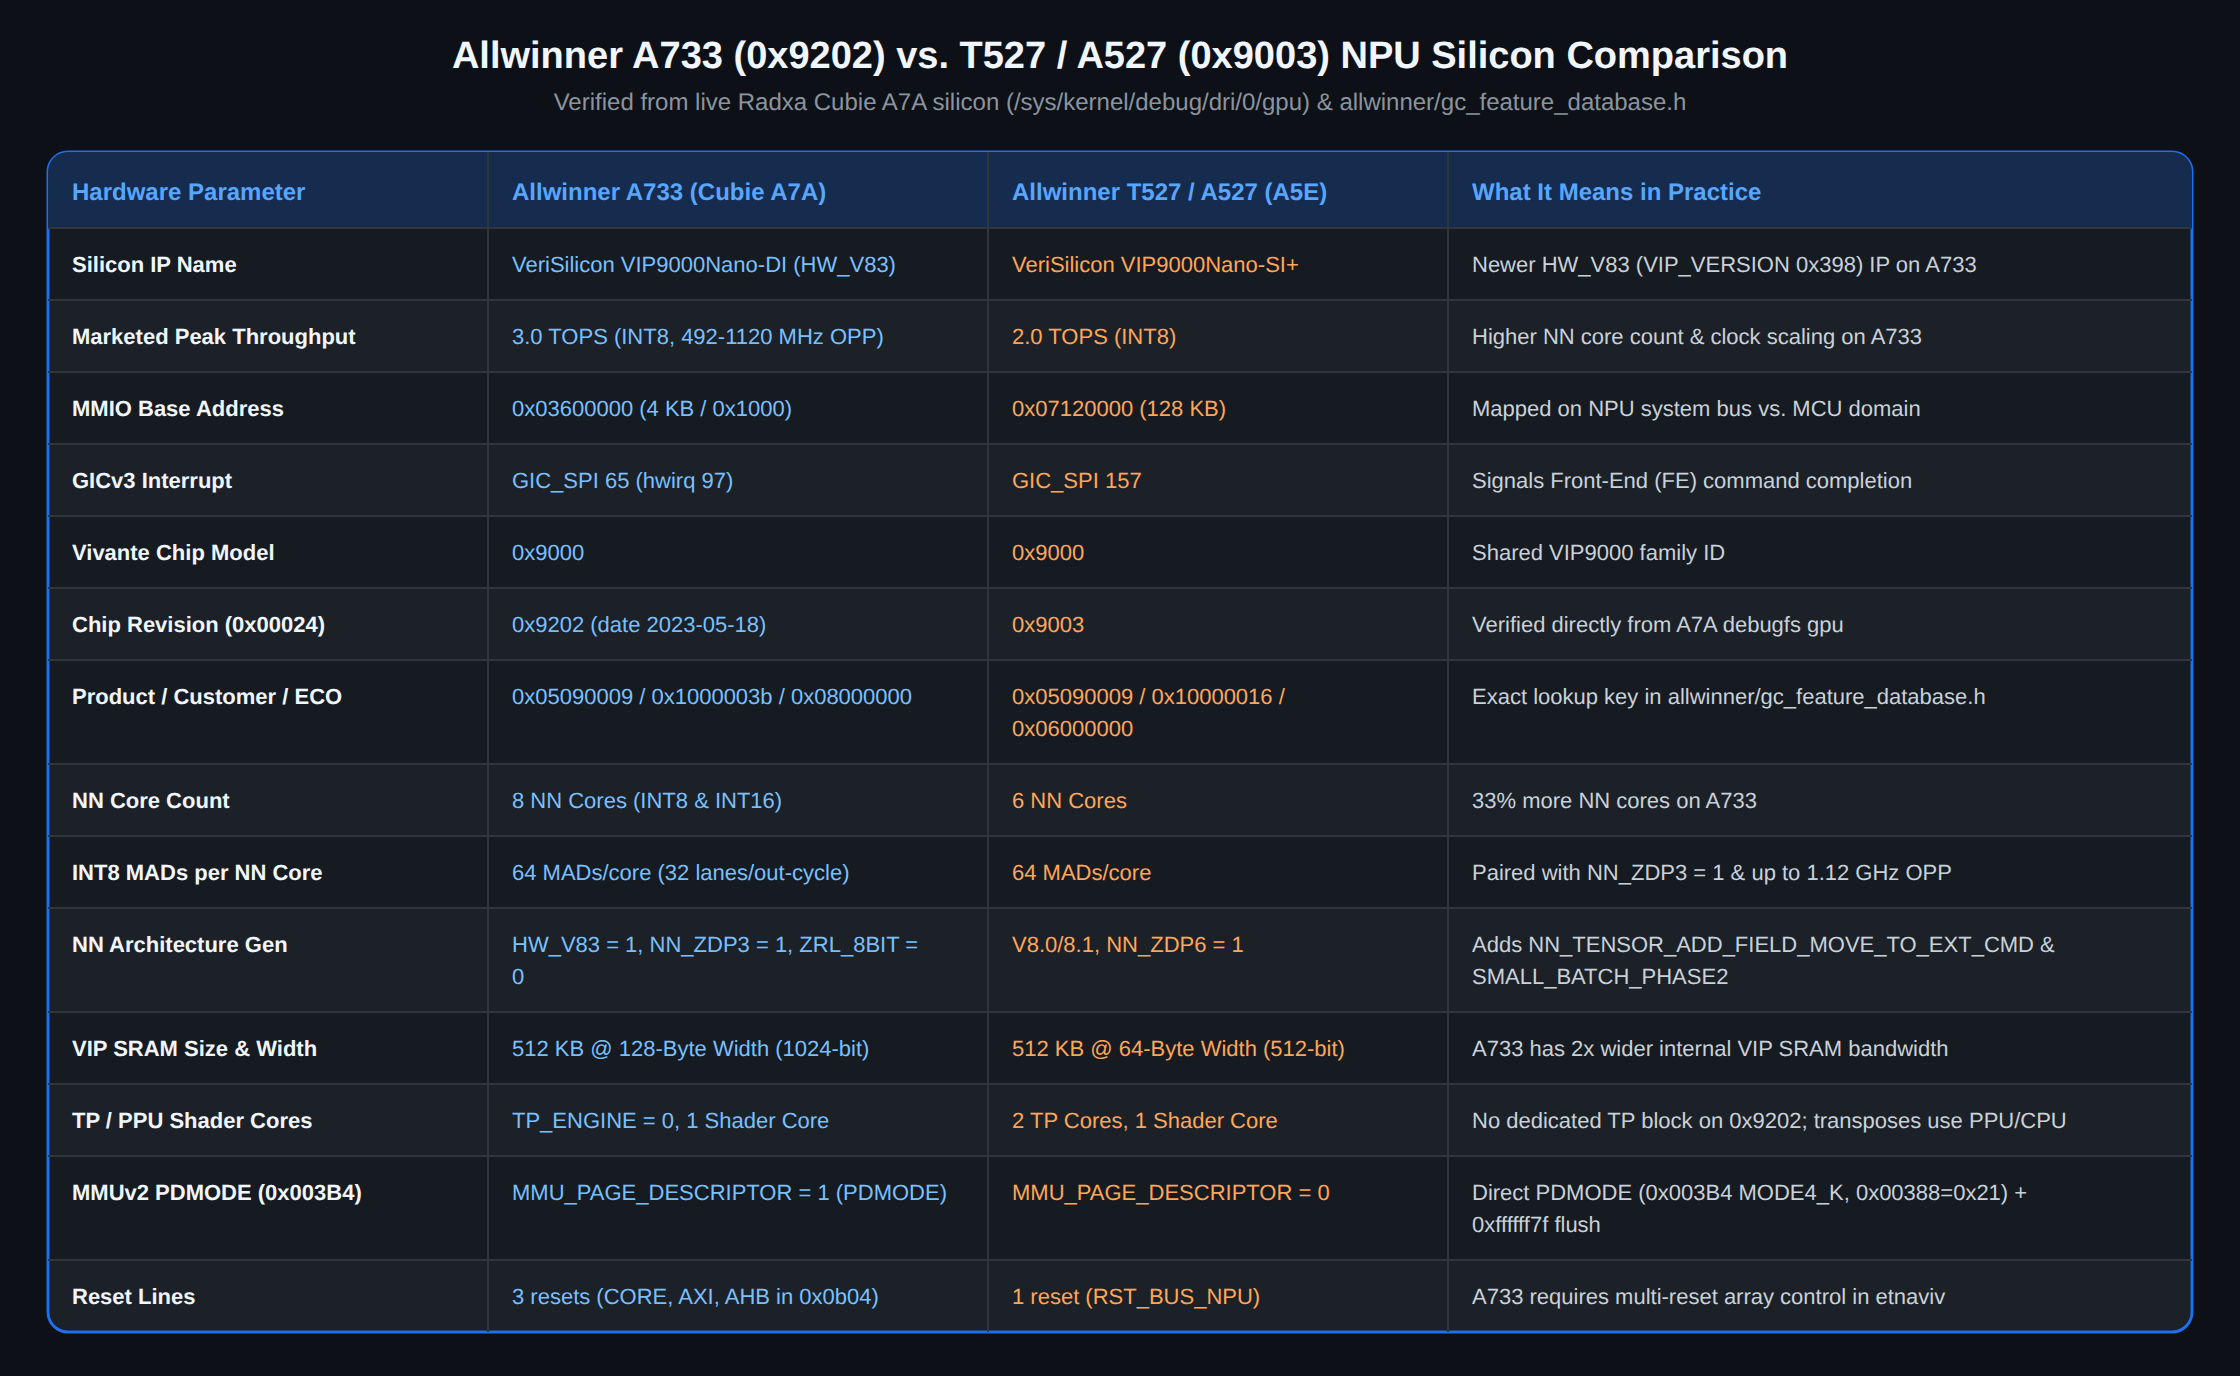 Allwinner A733 (0x9202) vs. T527 / A527 (0x9003) NPU Silicon Comparison
Verified from live Radxa Cubie A7A silicon (/sys/kernel/debug/dri/0/gpu) & allwinner/gc_feature_database.h
Hardware Parameter
Allwinner A733 (Cubie A7A)
Allwinner T527 / A527 (A5E)
What It Means in Practice
Silicon IP Name
VeriSilicon VIP9000Nano-DI (HW_V83)
VeriSilicon VIP9000Nano-SI+
Newer HW_V83 (VIP_VERSION 0x398) IP on A733
Marketed Peak Throughput
3.0 TOPS (INT8, 492-1120 MHz OPP)
2.0 TOPS (INT8)
Higher NN core count & clock scaling on A733
MMIO Base Address
0x03600000 (4 KB / 0x1000)
0x07120000 (128 KB)
Mapped on NPU system bus vs. MCU domain
GICv3 Interrupt
GIC_SPI 65 (hwirq 97)
GIC_SPI 157
Signals Front-End (FE) command completion
Vivante Chip Model
0x9000
0x9000
Shared VIP9000 family ID
Chip Revision (0x00024)
0x9202 (date 2023-05-18)
0x9003
Verified directly from A7A debugfs gpu
Product / Customer / ECO
0x05090009 / 0x1000003b / 0x08000000
0x05090009 / 0x10000016 /
0x06000000
Exact lookup key in allwinner/gc_feature_database.h
NN Core Count
8 NN Cores (INT8 & INT16)
6 NN Cores
33% more NN cores on A733
INT8 MADs per NN Core
64 MADs/core (32 lanes/out-cycle)
64 MADs/core
Paired with NN_ZDP3 = 1 & up to 1.12 GHz OPP
NN Architecture Gen
HW_V83 = 1, NN_ZDP3 = 1, ZRL_8BIT =
0
V8.0/8.1, NN_ZDP6 = 1
Adds NN_TENSOR_ADD_FIELD_MOVE_TO_EXT_CMD &
SMALL_BATCH_PHASE2
VIP SRAM Size & Width
512 KB @ 128-Byte Width (1024-bit)
512 KB @ 64-Byte Width (512-bit)
A733 has 2x wider internal VIP SRAM bandwidth
TP / PPU Shader Cores
TP_ENGINE = 0, 1 Shader Core
2 TP Cores, 1 Shader Core
No dedicated TP block on 0x9202; transposes use PPU/CPU
MMUv2 PDMODE (0x003B4)
MMU_PAGE_DESCRIPTOR = 1 (PDMODE)
MMU_PAGE_DESCRIPTOR = 0
Direct PDMODE (0x003B4 MODE4_K, 0x00388=0x21) +
0xffffff7f flush
Reset Lines
3 resets (CORE, AXI, AHB in 0x0b04)
1 reset (RST_BUS_NPU)
A733 requires multi-reset array control in etnaviv